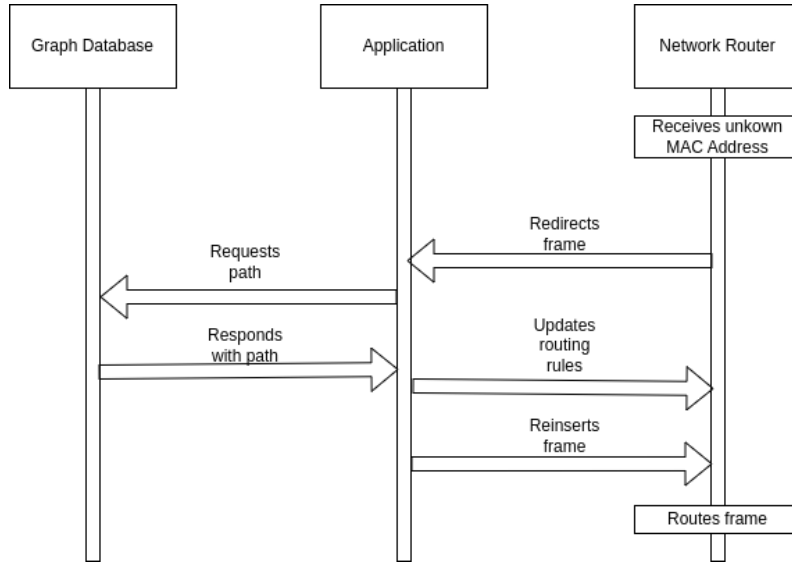 Graph Database
Application
Network Router
Receives unkown
MAC Address
Redirects
frame
Requests
path
Updates
routing
rules
Responds
with path
Reinserts
frame
Routes frame